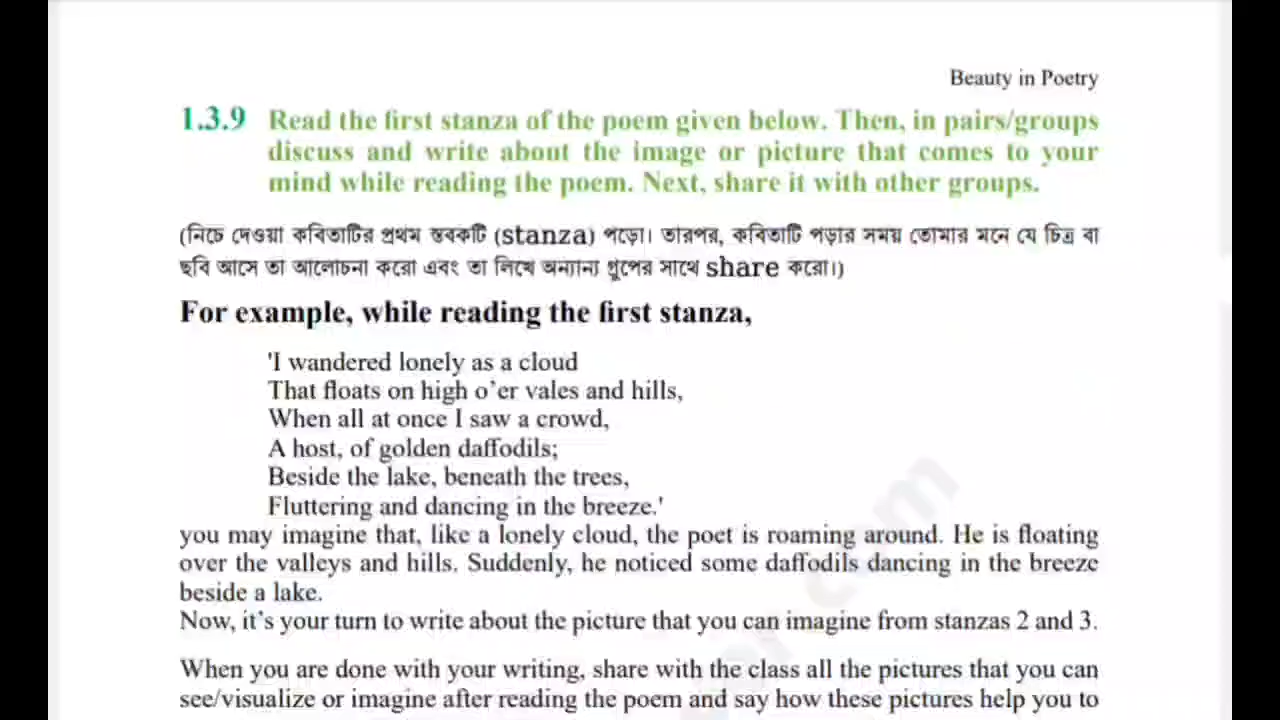 Beauty in Poetry
1.3.9 Read the first stanza of the poem given below. Then, in pairs/groups
discuss and write about the image or picture that comes to your
mind while reading the poem. Next, share it with other groups.
(নিচে দেওয়া কবিতাটির প্রথম স্তবকটি (stanza) পড়ো। তারপর, কবিতাটি পড়ার সময় তোমার মনে যে চিত্র বা
ছবি আসে তা আলোচনা করো এবং তা লিখে অন্যান্য গ্রুপের সাথে share করো।)
For example, while reading the first stanza,
'I wandered lonely as a cloud
That floats on high o’er vales and hills,
When all at once I saw a crowd,
A host, of golden daffodils;
Beside the lake, beneath the trees,
Fluttering and dancing in the breeze.'
you may imagine that, like a lonely cloud, the poet is roaming around. He is floating
over the valleys and hills. Suddenly, he noticed some daffodils dancing in the breeze
beside a lake.
Now, it’s your turn to write about the picture that you can imagine from stanzas 2 and 3.
When you are done with your writing, share with the class all the pictures that you can
see/visualize or imagine after reading the poem and say how these pictures help you to